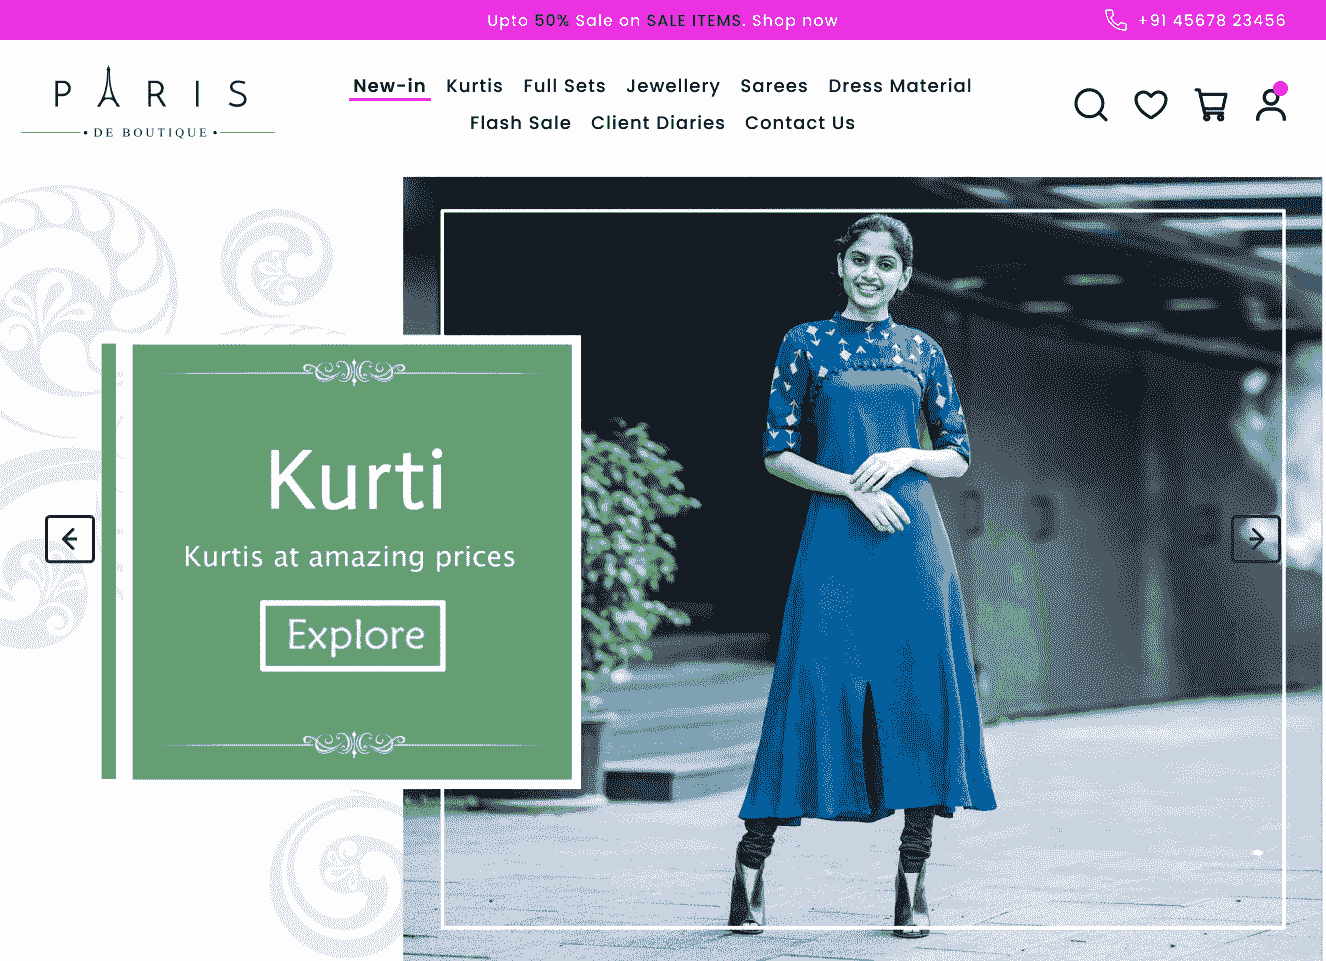 Upto 50% Sale on SALE ITEMS. Shop now
+91 45678 23456
PARIS
• DE BOUTIQUE •
New-in Kurtis Full Sets Jewellery Sarees Dress Material
Flash Sale Client Diaries Contact Us
Kurti
Kurtis at amazing prices
Explore